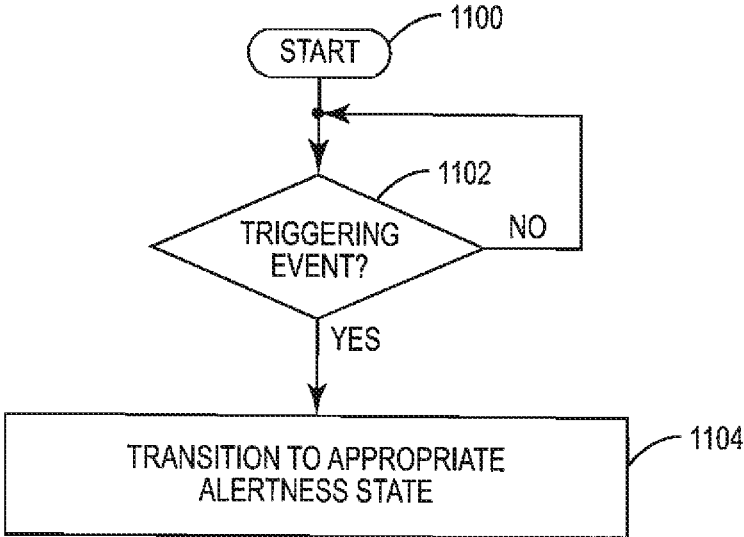 1100
START
1102
TRIGGERING
EVENT?
NO
YES
1104
TRANSITION TO APPROPRIATE
ALERTNESS STATE